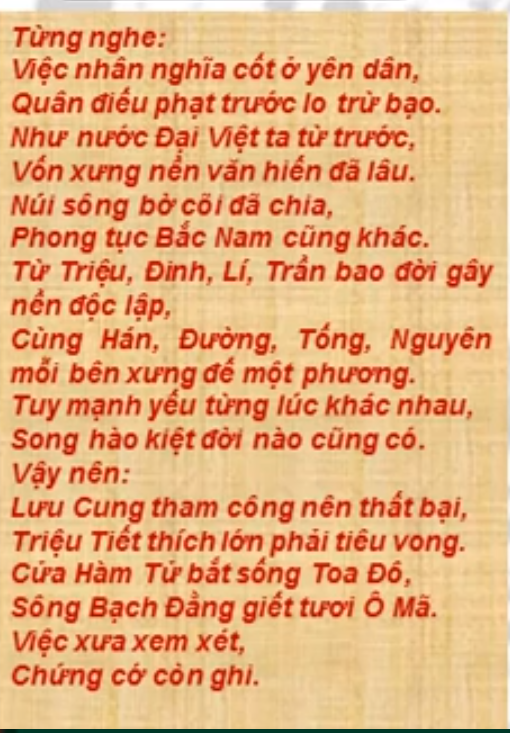 Từng nghe:
Việc nhân nghĩa cốt ở yên dân,
Quân điếu phạt trước lo trừ bạo.
Như nước Đại Việt ta từ trước,
Vốn xưng nền văn hiến đã lâu.
Núi sông bờ cõi đã chia,
Phong tục Bắc Nam cũng khác.
Từ Triệu, Đinh, Lí, Trần bao đời gây
nền độc lập,
Cùng Hán, Đường, Tống, Nguyên
mỗi bên xưng đế một phương.
Tuy mạnh yếu từng lúc khác nhau,
Song hào kiệt đời nào cũng có.
Vậy nên:
Lưu Cung tham công nên thất bại,
Triệu Tiết thích lớn phải tiêu vong.
Cửa Hàm Tử bắt sống Toa Đô,
Sông Bạch Đằng giết tươi Ô Mã.
Việc xưa xem xét,
Chứng cớ còn ghi.